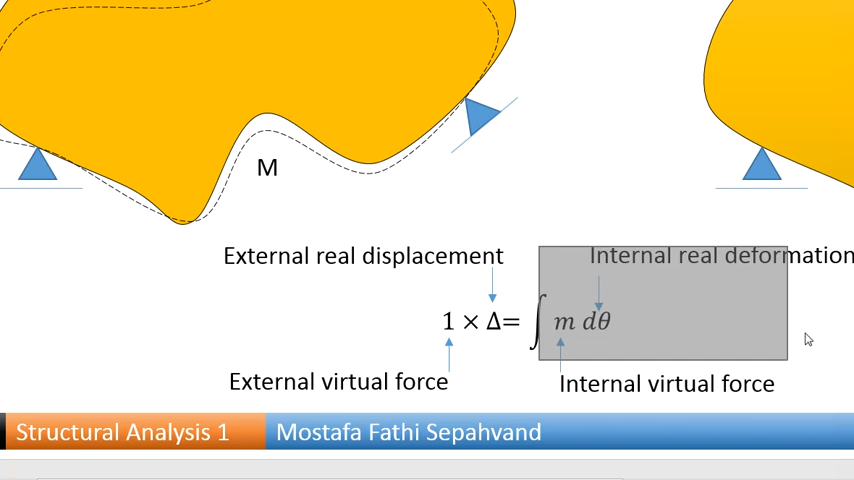 M
External real displacement
Internal real deformation
1 × Δ= ∫ m dθ
External virtual force
Internal virtual force
Structural Analysis 1
Mostafa Fathi Sepahvand